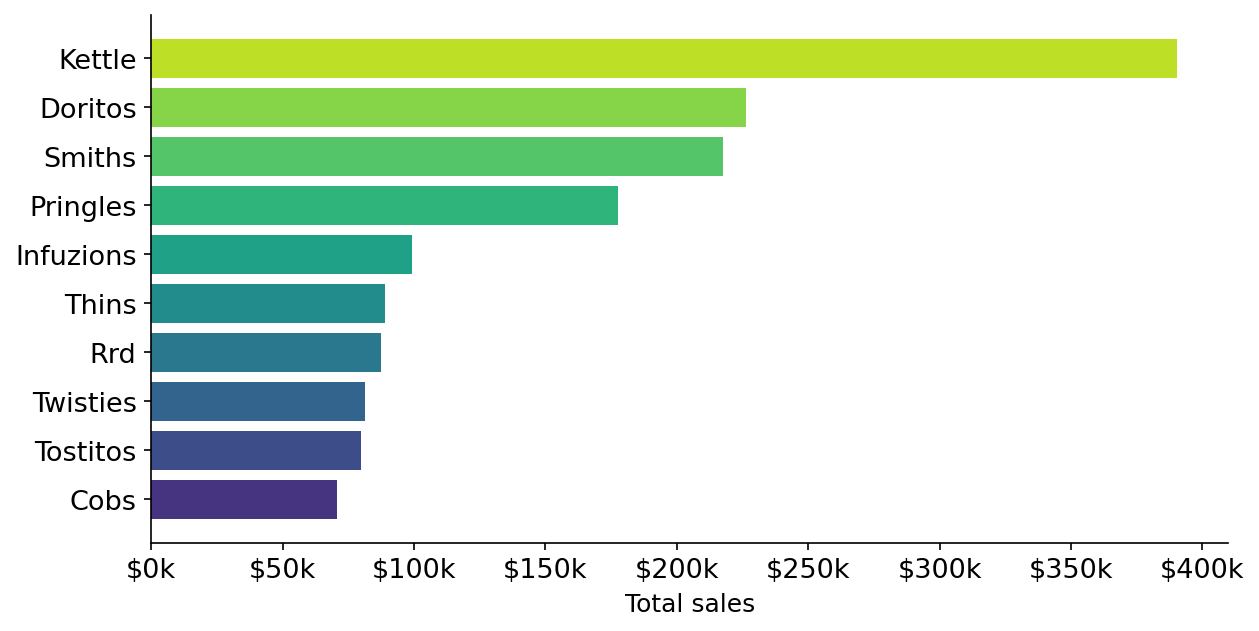 Kettle
Doritos
Smiths
Pringles
Infuzions
Thins
Rrd
Twisties
Tostitos
Cobs
$0k $50k $100k $150k $200k $250k $300k $350k $400k
Total sales